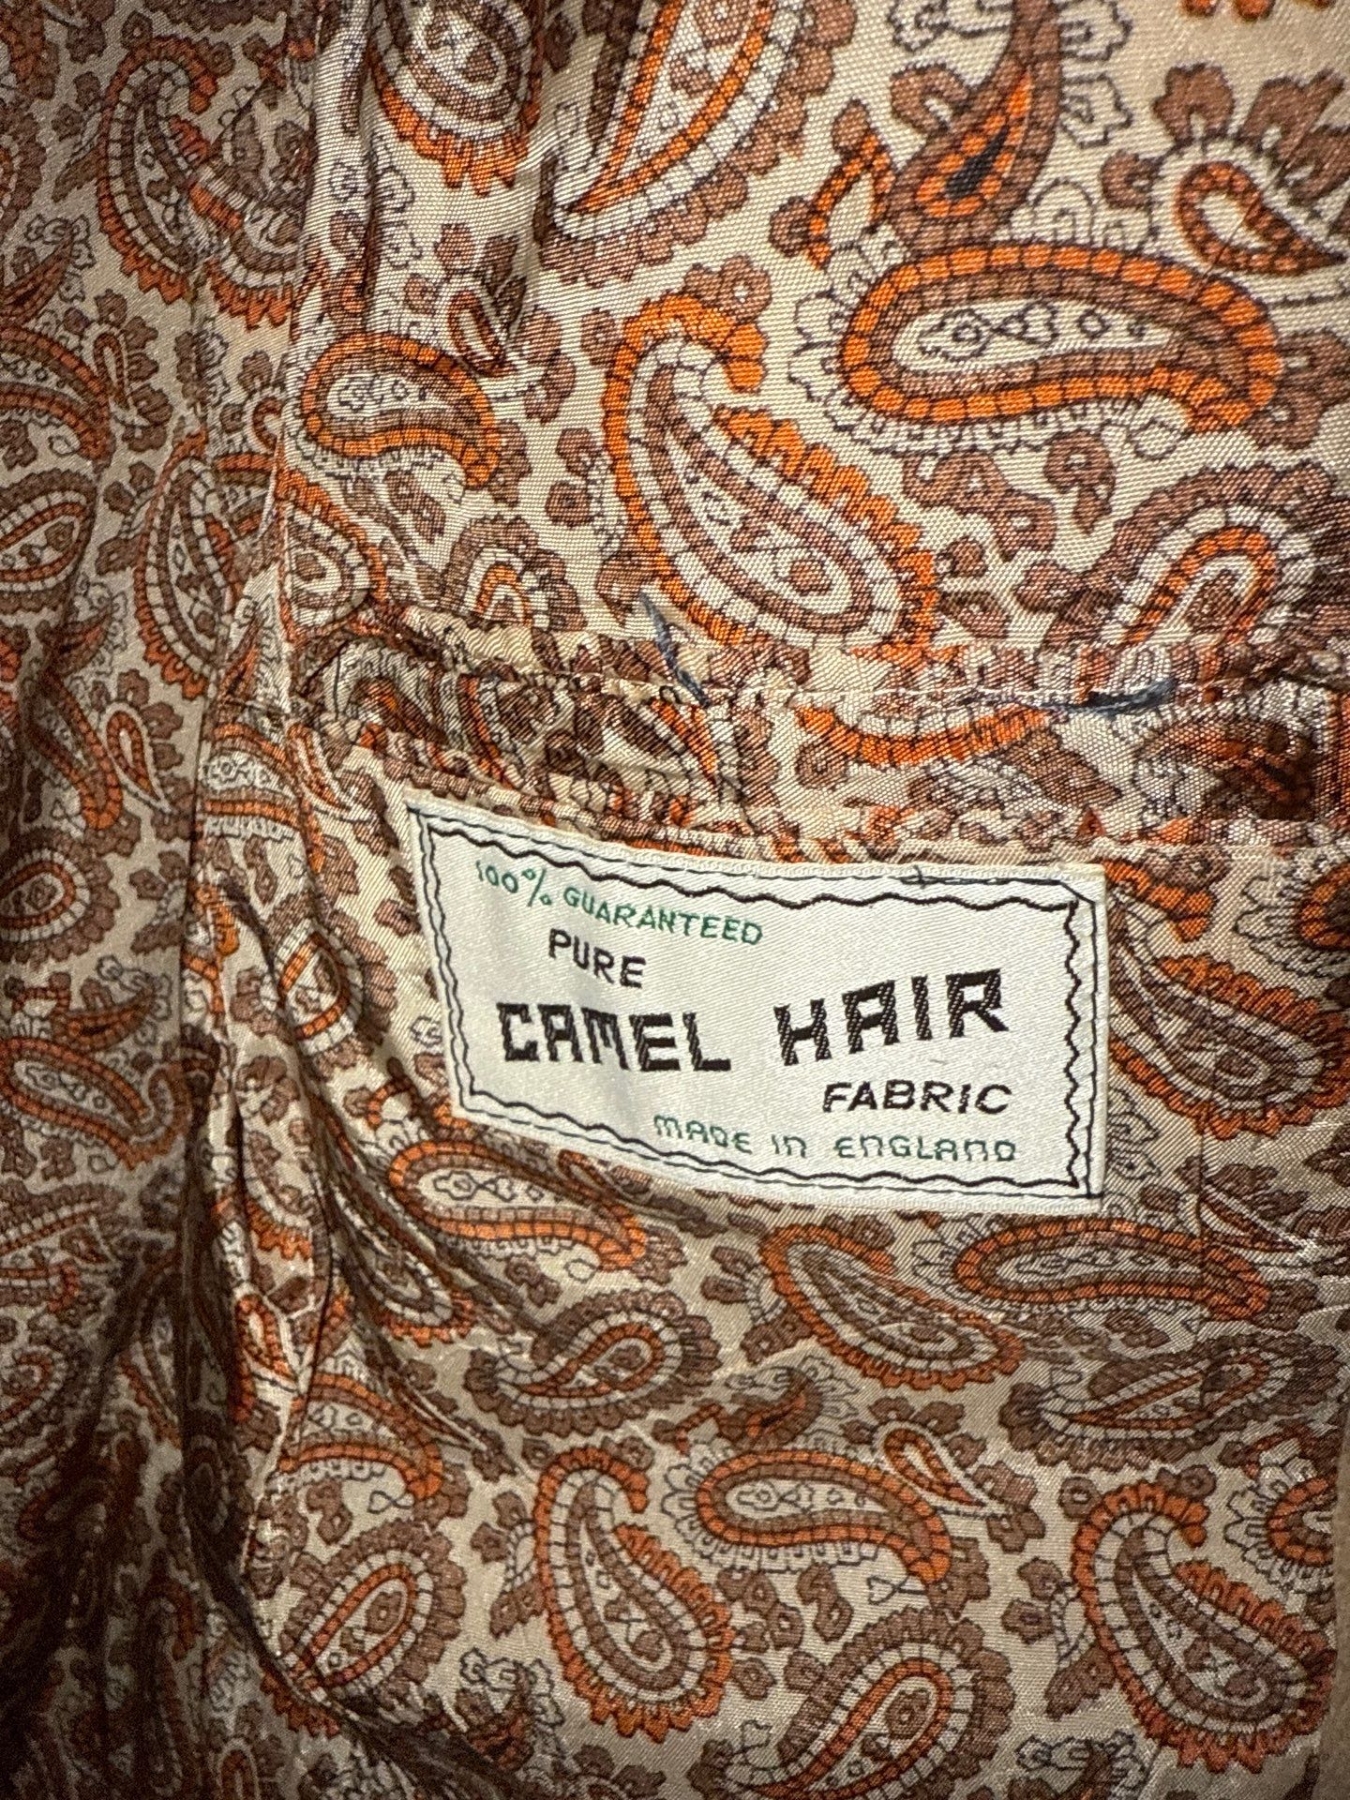 100% GUARANTEED
PURE
CAMEL HAIR
FABRIC
MADE IN ENGLAND